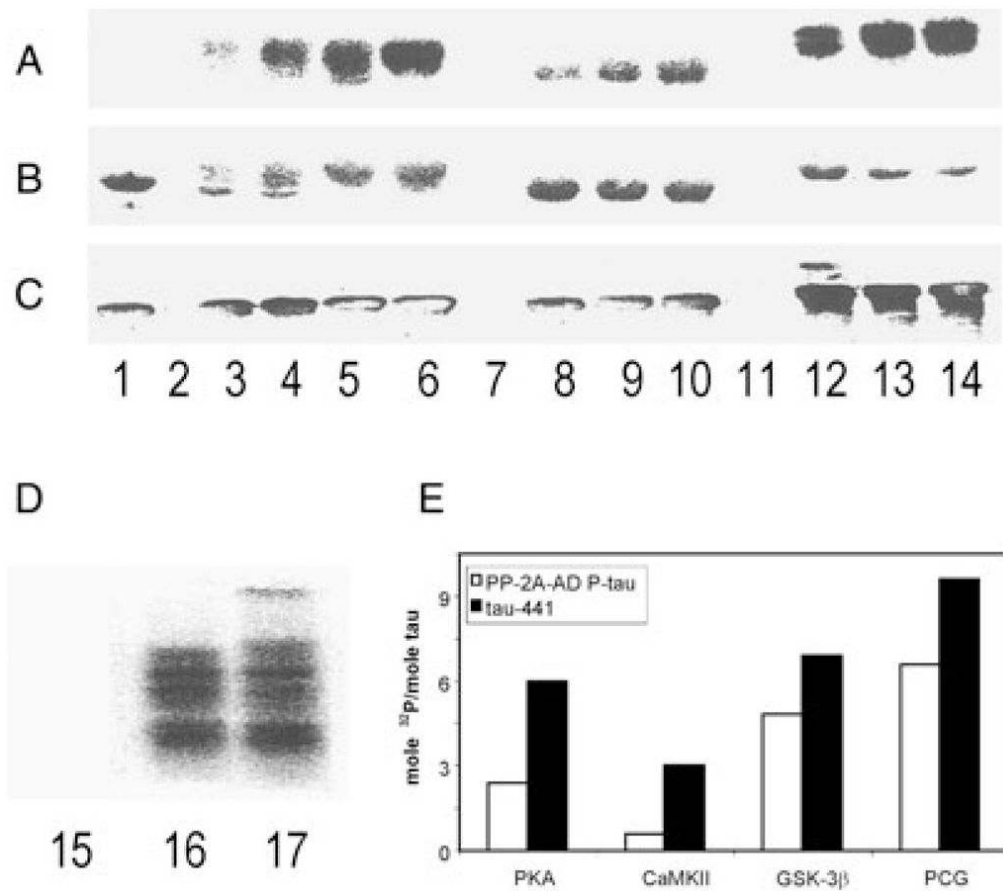 A
B
C
1 2 3 4 5 6 7 8 9 10 11 12 13 14
D
E
15 16 17
mole ³²P/mole tau
9
6
3
0
PP-2A-AD P-tau
tau-441
PKA CaMKII GSK-3β PCG